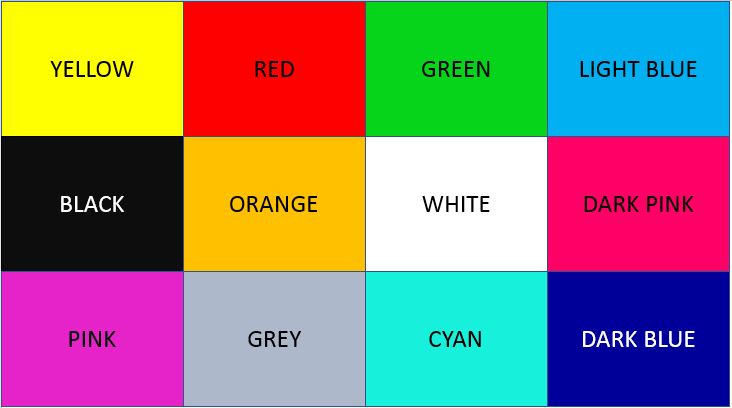 YELLOW
RED
GREEN
LIGHT BLUE
BLACK
ORANGE
WHITE
DARK PINK
PINK
GREY
CYAN
DARK BLUE